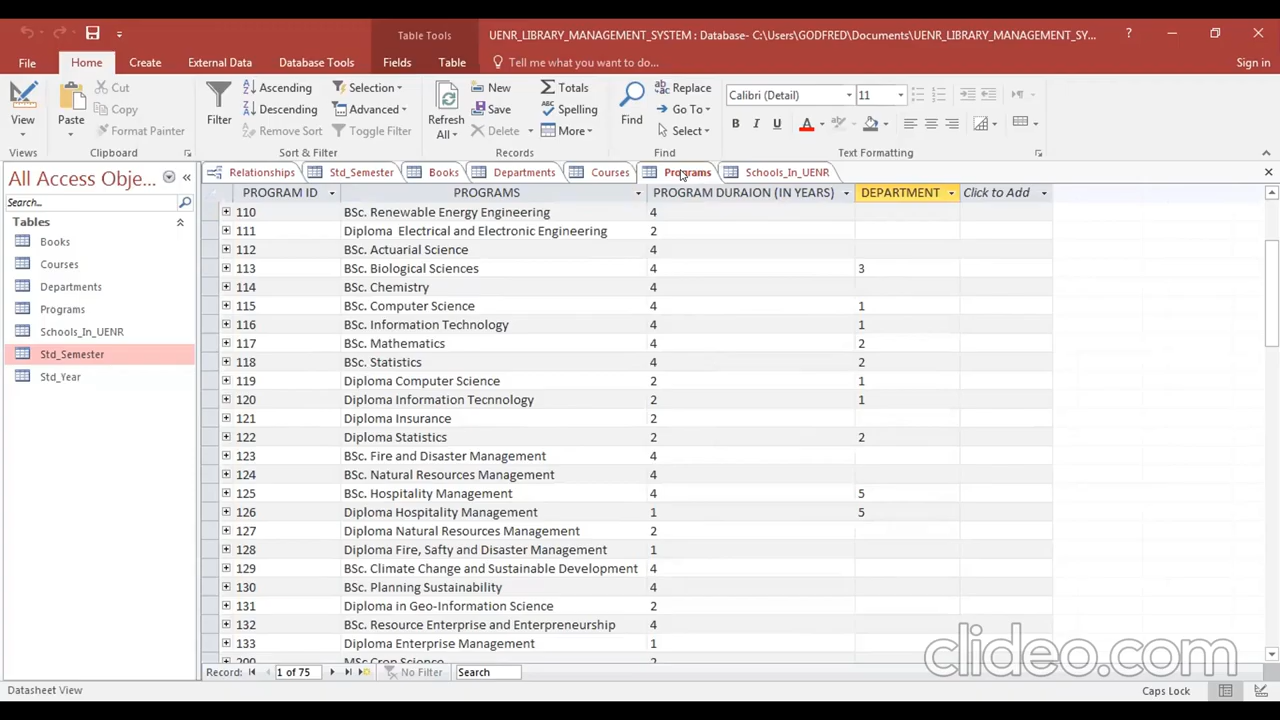 Table Tools
UENR_LIBRARY_MANAGEMENT_SYSTEM : Database- C:\Users\GODFRED\Documents\UENR_LIBRARY_MANAGEMENT_SY...
?
File Home Create External Data Database Tools Fields Table Tell me what you want to do... Sign in
View
Views
Paste
Cut
Copy
Format Painter
Clipboard
Filter
Ascending
Descending
Remove Sort
Selection
Advanced
Toggle Filter
Sort & Filter
Refresh All
New
Save
Delete
Totals
Spelling
More
Records
Find
Replace
Go To
Select
Find
Calibri (Detail) 11
B I U A
Text Formatting
All Access Obje...
Search...
Tables
Books
Courses
Departments
Programs
Schools_In_UENR
Std_Semester
Std_Year
Relationships Std_Semester Books Departments Courses Programs Schools_In_UENR
PROGRAM ID PROGRAMS PROGRAM DURAION (IN YEARS) DEPARTMENT Click to Add
110 BSc. Renewable Energy Engineering 4
111 Diploma Electrical and Electronic Engineering 2
112 BSc. Actuarial Science 4
113 BSc. Biological Sciences 4 3
114 BSc. Chemistry 4
115 BSc. Computer Science 4 1
116 BSc. Information Technology 4 1
117 BSc. Mathematics 4 2
118 BSc. Statistics 4 2
119 Diploma Computer Science 2 1
120 Diploma Information Tecnnology 2 1
121 Diploma Insurance 2
122 Diploma Statistics 2 2
123 BSc. Fire and Disaster Management 4
124 BSc. Natural Resources Management 4
125 BSc. Hospitality Management 4 5
126 Diploma Hospitality Management 1 5
127 Diploma Natural Resources Management 2
128 Diploma Fire, Safty and Disaster Management 1
129 BSc. Climate Change and Sustainable Development 4
130 BSc. Planning Sustainability 4
131 Diploma in Geo-Information Science 2
132 BSc. Resource Enterprise and Enterpreneurship 4
133 Diploma Enterprise Management 1
200 MSc Crop Science 2
Record: 1 of 75 No Filter Search
clideo.com
Datasheet View Caps Lock